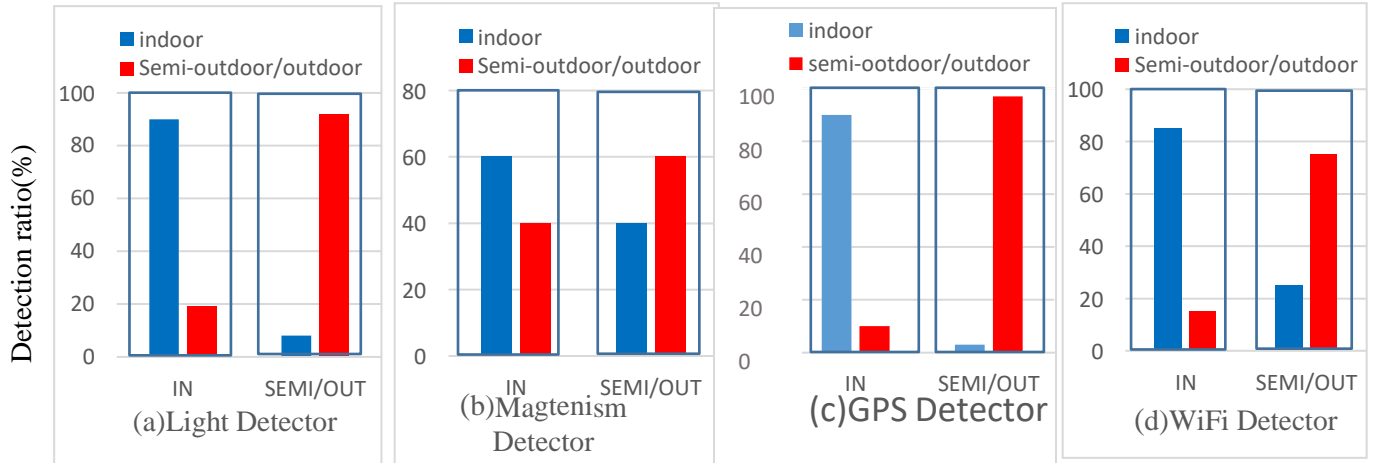 Detection ratio(%)
indoor
Semi-outdoor/outdoor
100
80
60
40
20
0
IN
SEMI/OUT
(a)Light Detector
indoor
Semi-outdoor/outdoor
80
60
40
20
0
IN
SEMI/OUT
(b)Magtenism
Detector
indoor
semi-ootdoor/outdoor
100
80
60
40
20
0
IN
SEMI/OUT
(c)GPS Detector
indoor
Semi-outdoor/outdoor
100
80
60
40
20
0
IN
SEMI/OUT
(d)WiFi Detector